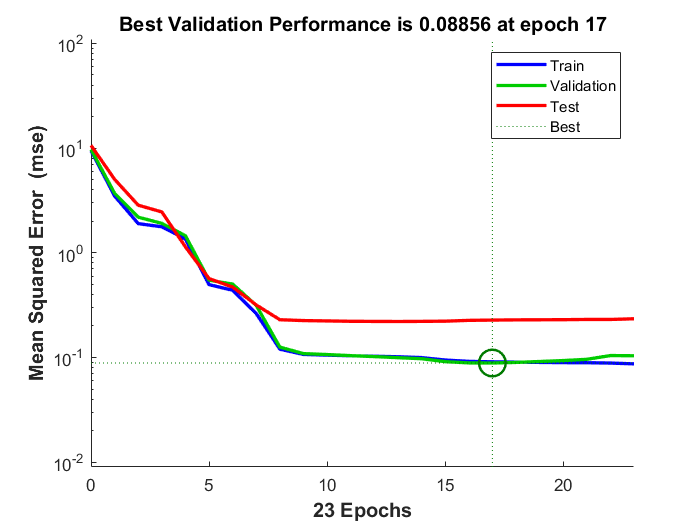 Best Validation Performance is 0.08856 at epoch 17
Mean Squared Error (mse)
10^2
10^1
10^0
10^-1
10^-2
Train
Validation
Test
Best
0 5 10 15 20
23 Epochs